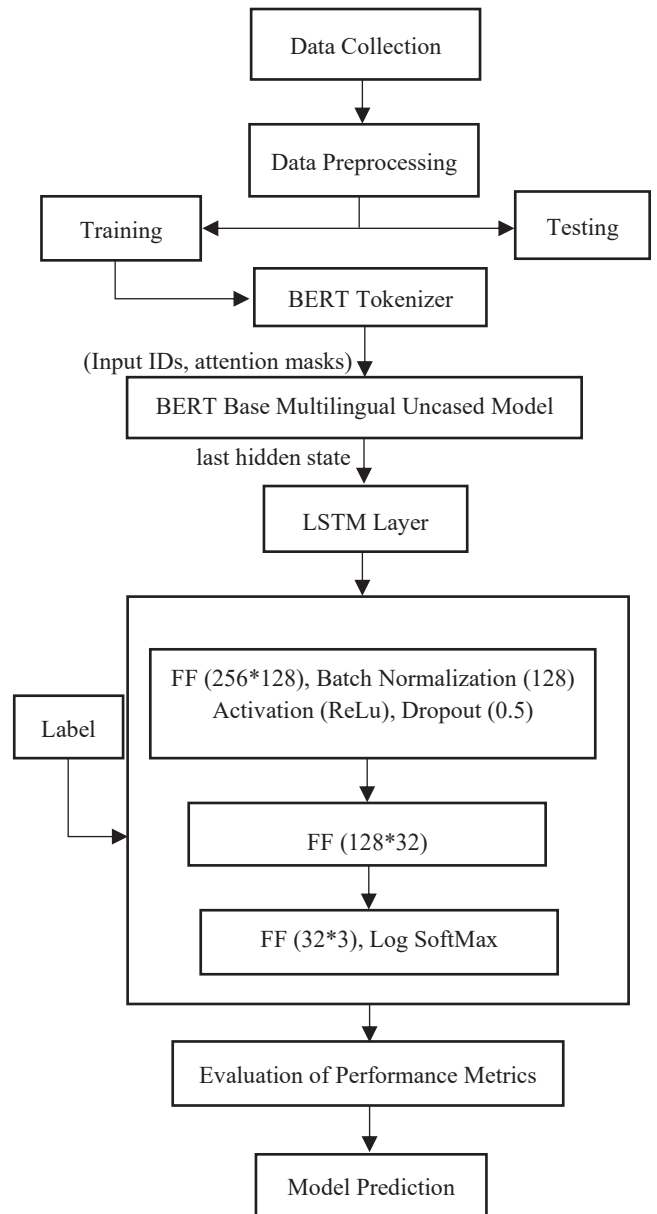 Data Collection
Data Preprocessing
Training
Testing
BERT Tokenizer
(Input IDs, attention masks)
BERT Base Multilingual Uncased Model
last hidden state
LSTM Layer
FF (256*128), Batch Normalization (128)
Activation (ReLu), Dropout (0.5)
Label
FF (128*32)
FF (32*3), Log SoftMax
Evaluation of Performance Metrics
Model Prediction